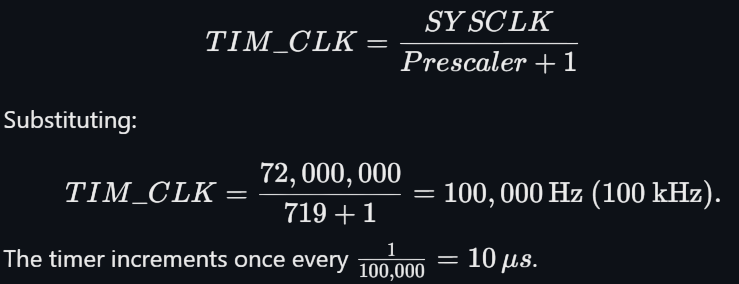 TIM_CLK = SYSCLK / Prescaler + 1
Substituting:
TIM_CLK = 72,000,000 / 719 + 1 = 100,000 Hz (100 kHz).
The timer increments once every 1/100,000 = 10 μs.